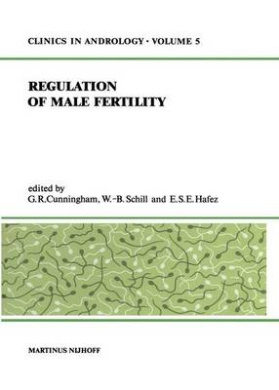 CLINICS IN ANDROLOGY • VOLUME 5
REGULATION
OF MALE FERTILITY
edited by
G.R.Cunningham, W.-B.Schill and E.S.E.Hafez
MARTINUS NIJHOFF